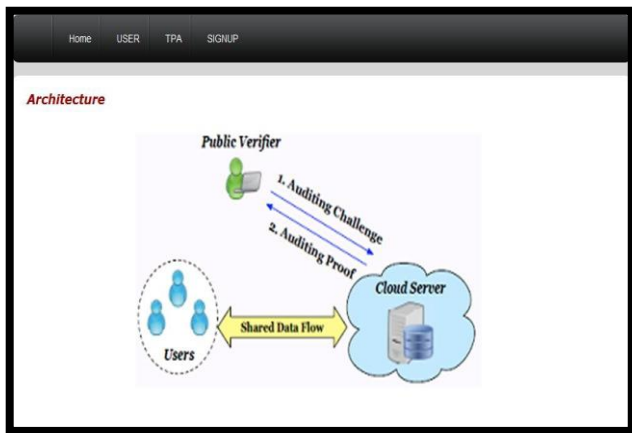 Home USER TPA SIGNUP
Architecture
Public Verifier
1. Auditing Challenge
2. Auditing Proof
Cloud Server
Shared Data Flow
Users